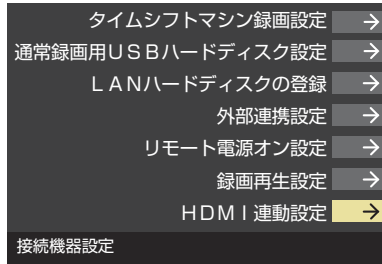 タイムシフトマシン録画設定 →
通常録画用USBハードディスク設定 →
LANハードディスクの登録 →
外部連携設定 →
リモート電源オン設定 →
録画再生設定 →
HDMI連動設定 →
接続機器設定